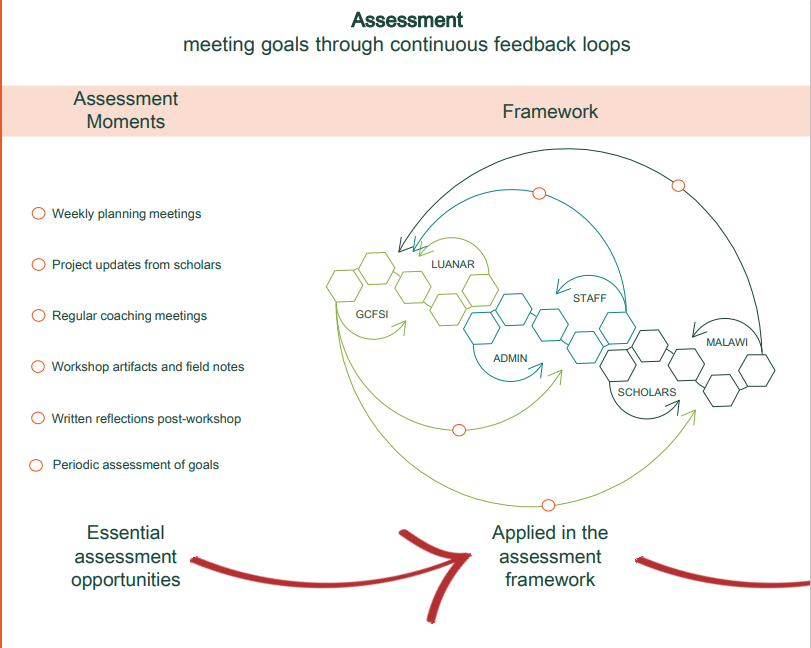 Assessment
meeting goals through continuous feedback loops
Assessment
Moments
Framework
Weekly planning meetings
Project updates from scholars
Regular coaching meetings
Workshop artifacts and field notes
Written reflections post-workshop
Periodic assessment of goals
LUANAR
GCFSI
STAFF
ADMIN
MALAWI
SCHOLARS
Essential
assessment
opportunities
Applied in the
assessment
framework